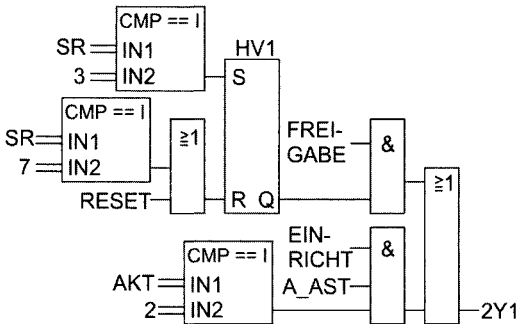 CMP == I
SR IN1
3 IN2
HV1
S
CMP == I
SR IN1
7 IN2
≧1
RESET
R Q
FREI-
GABE
&
≧1
CMP == I
AKT IN1
2 IN2
EIN-
RICHT
A_AST
&
2Y1